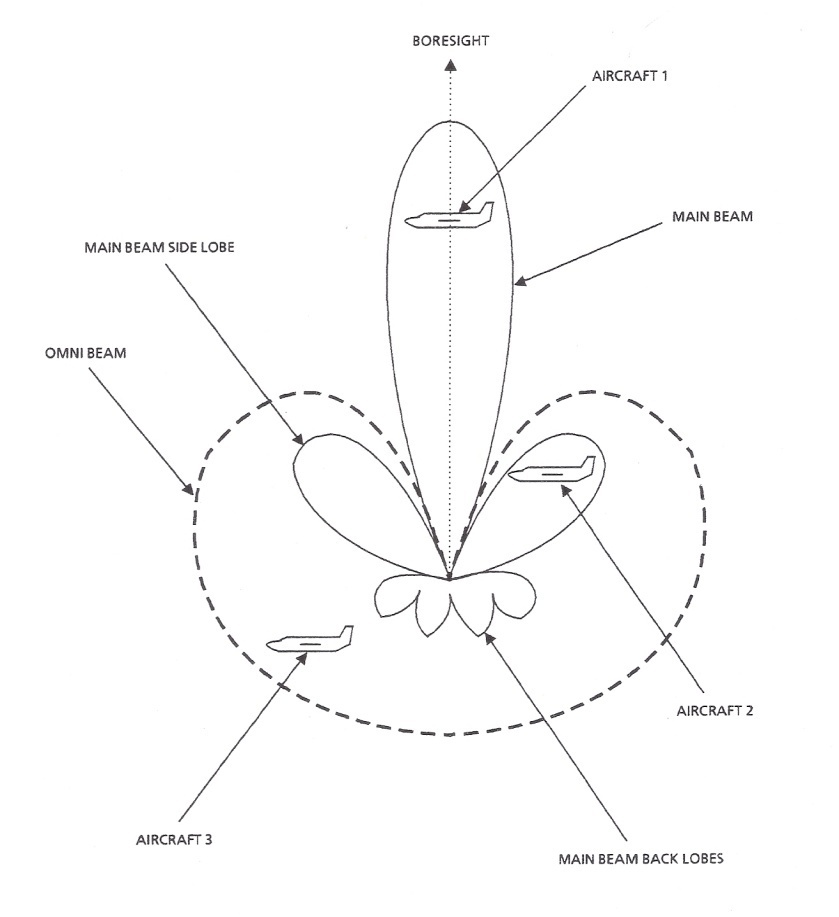 BORESIGHT
AIRCRAFT 1
MAIN BEAM
MAIN BEAM SIDE LOBE
OMNI BEAM
AIRCRAFT 2
AIRCRAFT 3
MAIN BEAM BACK LOBES